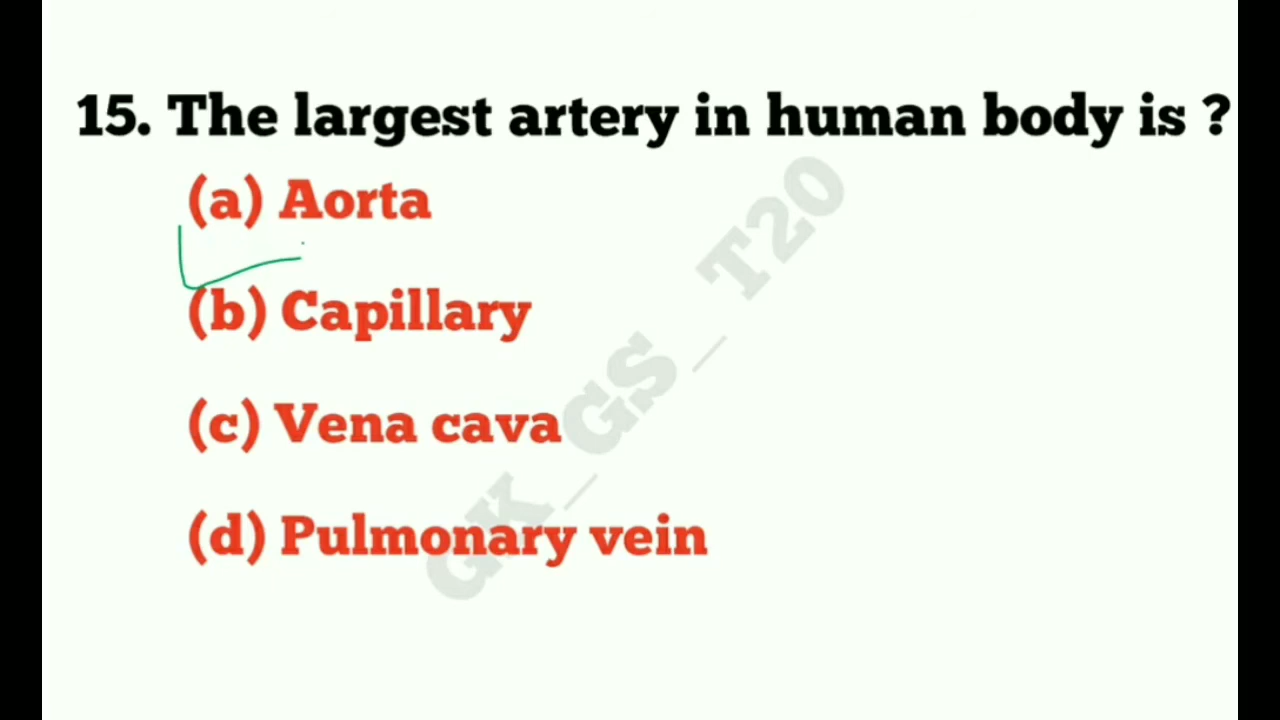 15. The largest artery in human body is ?
(a) Aorta
(b) Capillary
(c) Vena cava
(d) Pulmonary vein
GK_GS_T20